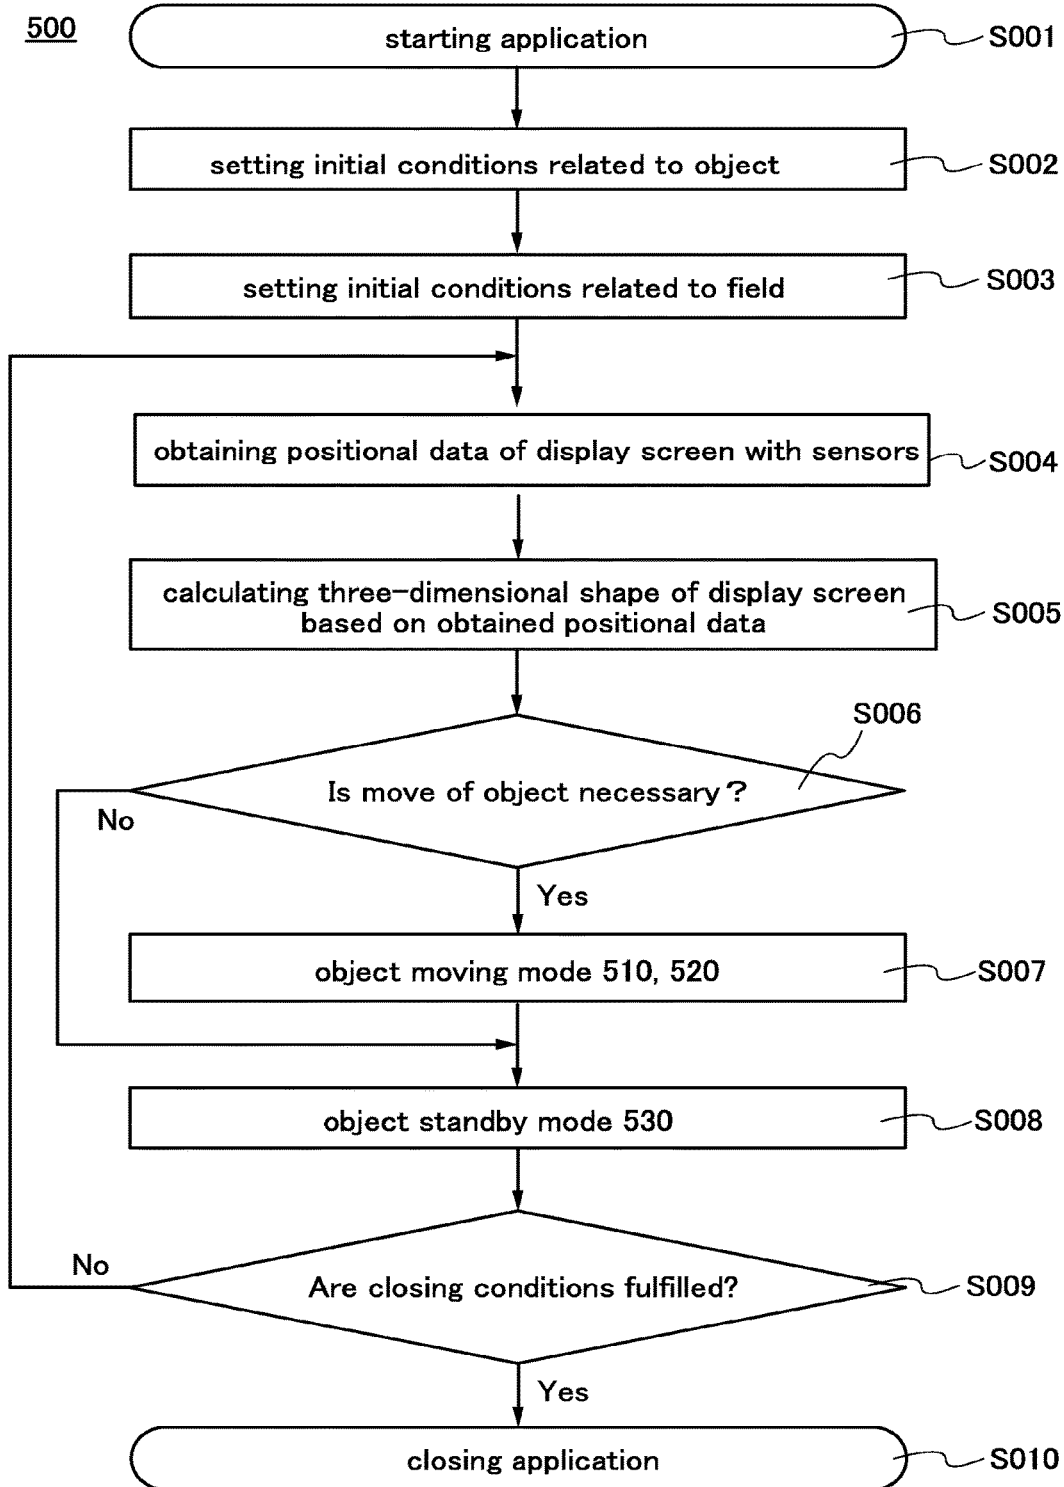 500
starting application
S001
setting initial conditions related to object
S002
setting initial conditions related to field
S003
obtaining positional data of display screen with sensors
S004
calculating three-dimensional shape of display screen
based on obtained positional data
S005
S006
Is move of object necessary?
No
Yes
object moving mode 510, 520
S007
object standby mode 530
S008
No
Are closing conditions fulfilled?
S009
Yes
closing application
S010